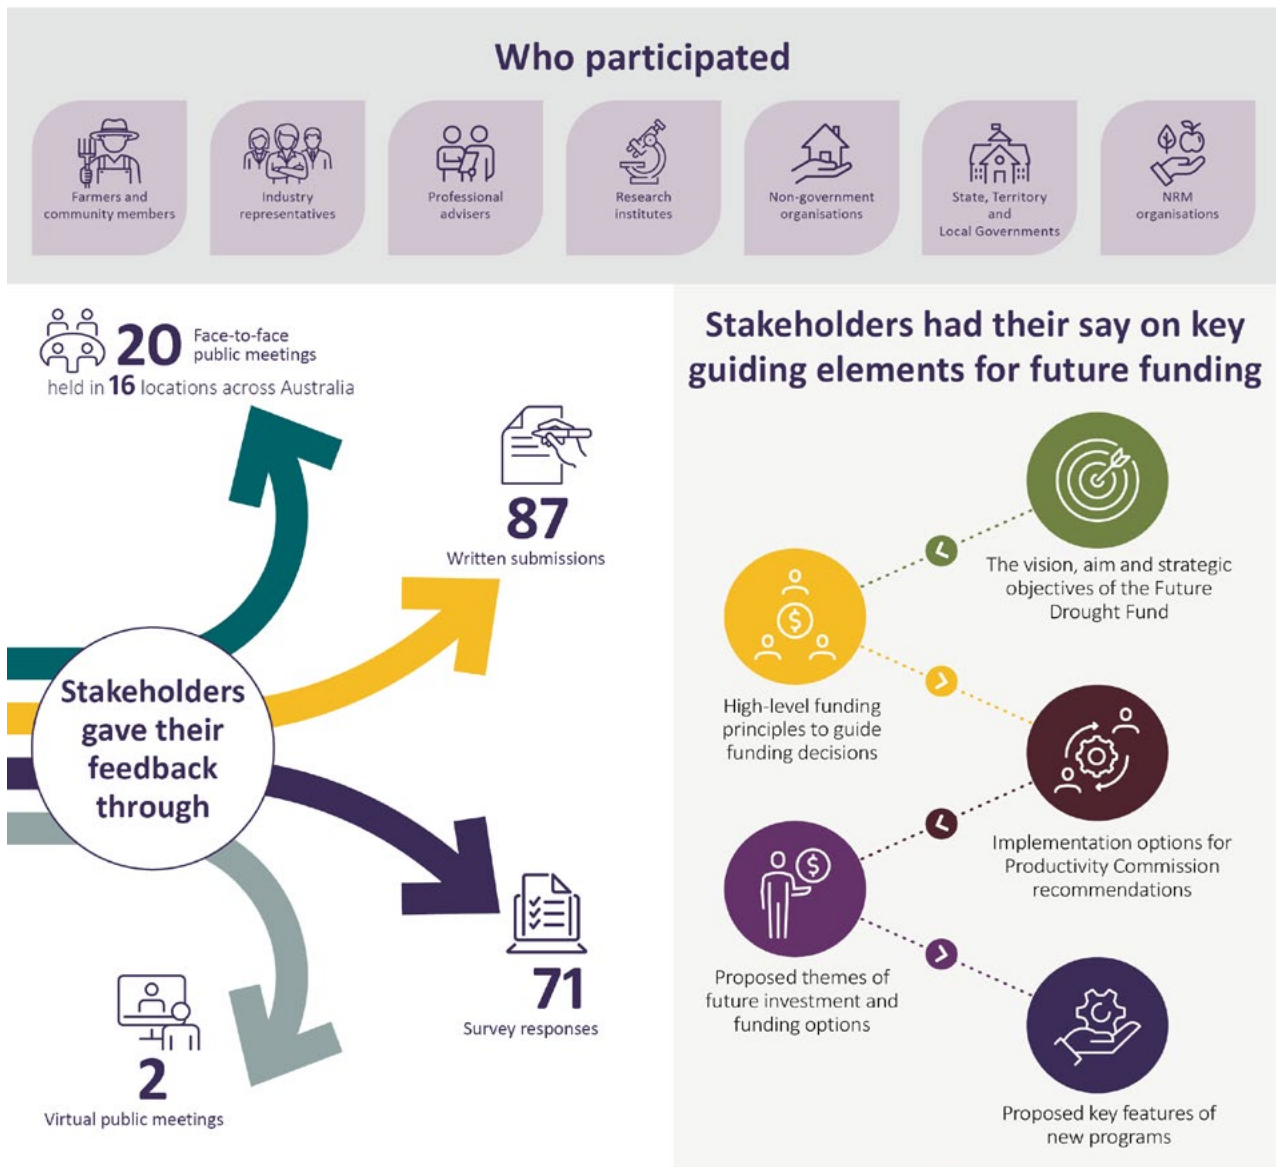 Who participated
Farmers and
community members
Industry
representatives
Professional
advisers
Research
institutes
Non-government
organisations
State, Territory
and
Local Governments
NRM
organisations
20 Face-to-face
public meetings
held in 16 locations across Australia
87
Written submissions
Stakeholders
gave their
feedback
through
71
Survey responses
2
Virtual public meetings
Stakeholders had their say on key
guiding elements for future funding
The vision, aim and strategic
objectives of the Future
Drought Fund
High-level funding
principles to guide
funding decisions
Implementation options for
Productivity Commission
recommendations
Proposed themes of
future investment and
funding options
Proposed key features of
new programs